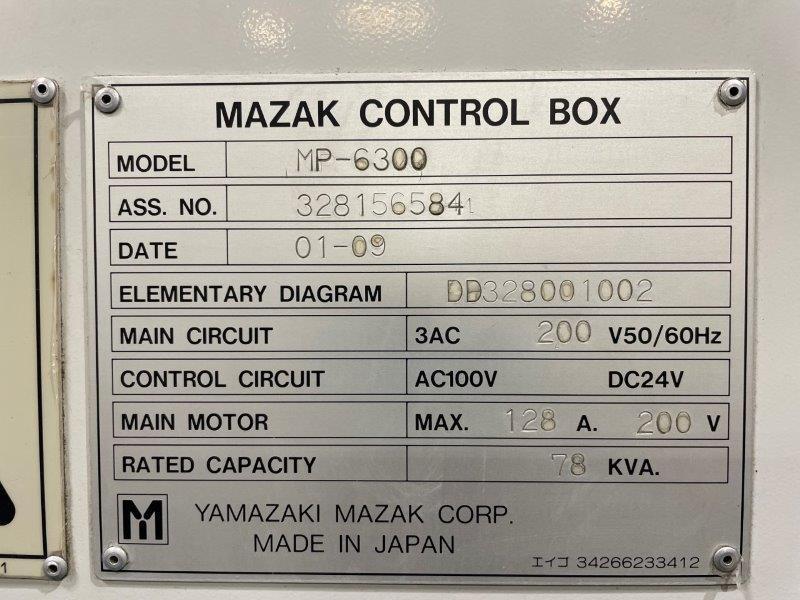 MAZAK CONTROL BOX
MODEL MP-6300
ASS. NO. 328156584
DATE 01-09
ELEMENTARY DIAGRAM DD328001002
MAIN CIRCUIT 3AC 200 V50/60Hz
CONTROL CIRCUIT AC100V DC24V
MAIN MOTOR MAX. 128 A. 200 V
RATED CAPACITY 78 KVA.
M YAMAZAKI MAZAK CORP.
MADE IN JAPAN
エイコ 34266233412
1